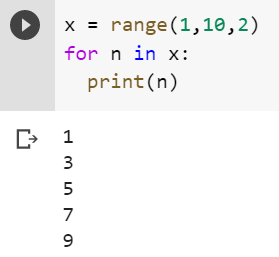 x = range(1,10,2)
for n in x:
  print(n)
1
3
5
7
9